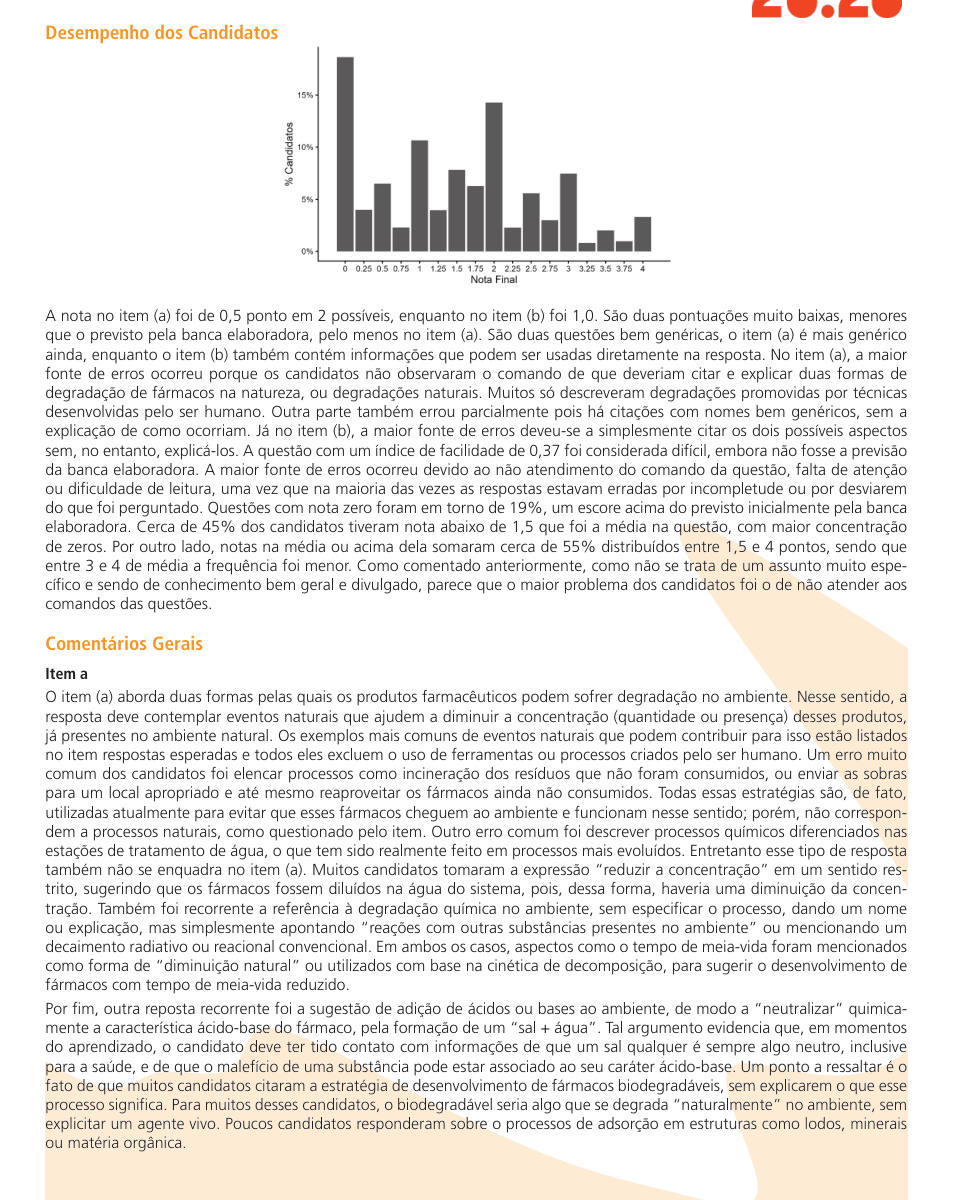 Desempenho dos Candidatos
15%
10%
5%
0%
% Candidatos
0 0.25 0.5 0.75 1 1.25 1.5 1.75 2 2.25 2.5 2.75 3 3.25 3.5 3.75 4
Nota Final
A nota no item (a) foi de 0,5 ponto em 2 possíveis, enquanto no item (b) foi 1,0. São duas pontuações muito baixas, menores
que o previsto pela banca elaboradora, pelo menos no item (a). São duas questões bem genéricas, o item (a) é mais genérico
ainda, enquanto o item (b) também contém informações que podem ser usadas diretamente na resposta. No item (a), a maior
fonte de erros ocorreu porque os candidatos não observaram o comando de que deveriam citar e explicar duas formas de
degradação de fármacos na natureza, ou degradações naturais. Muitos só descreveram degradações promovidas por técnicas
desenvolvidas pelo ser humano. Outra parte também errou parcialmente pois há citações com nomes bem genéricos, sem a
explicação de como ocorriam. Já no item (b), a maior fonte de erros deveu-se a simplesmente citar os dois possíveis aspectos
sem, no entanto, explicá-los. A questão com um índice de facilidade de 0,37 foi considerada difícil, embora não fosse a previsão
da banca elaboradora. A maior fonte de erros ocorreu devido ao não atendimento do comando da questão, falta de atenção
ou dificuldade de leitura, uma vez que na maioria das vezes as respostas estavam erradas por incompletude ou por desviarem
do que foi perguntado. Questões com nota zero foram em torno de 19%, um escore acima do previsto inicialmente pela banca
elaboradora. Cerca de 45% dos candidatos tiveram nota abaixo de 1,5 que foi a média na questão, com maior concentração
de zeros. Por outro lado, notas na média ou acima dela somaram cerca de 55% distribuídos entre 1,5 e 4 pontos, sendo que
entre 3 e 4 de média a frequência foi menor. Como comentado anteriormente, como não se trata de um assunto muito espe-
cífico e sendo de conhecimento bem geral e divulgado, parece que o maior problema dos candidatos foi o de não atender aos
comandos das questões.
Comentários Gerais
Item a
O item (a) aborda duas formas pelas quais os produtos farmacêuticos podem sofrer degradação no ambiente. Nesse sentido, a
resposta deve contemplar eventos naturais que ajudem a diminuir a concentração (quantidade ou presença) desses produtos,
já presentes no ambiente natural. Os exemplos mais comuns de eventos naturais que podem contribuir para isso estão listados
no item respostas esperadas e todos eles excluem o uso de ferramentas ou processos criados pelo ser humano. Um erro muito
comum dos candidatos foi elencar processos como incineração dos resíduos que não foram consumidos, ou enviar as sobras
para um local apropriado e até mesmo reaproveitar os fármacos ainda não consumidos. Todas essas estratégias são, de fato,
utilizadas atualmente para evitar que esses fármacos cheguem ao ambiente e funcionam nesse sentido; porém, não correspon-
dem a processos naturais, como questionado pelo item. Outro erro comum foi descrever processos químicos diferenciados nas
estações de tratamento de água, o que tem sido realmente feito em processos mais evoluídos. Entretanto esse tipo de resposta
também não se enquadra no item (a). Muitos candidatos tomaram a expressão “reduzir a concentração” em um sentido res-
trito, sugerindo que os fármacos fossem diluídos na água do sistema, pois, dessa forma, haveria uma diminuição da concen-
tração. Também foi recorrente a referência à degradação química no ambiente, sem especificar o processo, dando um nome
ou explicação, mas simplesmente apontando “reações com outras substâncias presentes no ambiente” ou mencionando um
decaimento radiativo ou reacional convencional. Em ambos os casos, aspectos como o tempo de meia-vida foram mencionados
como forma de “diminuição natural” ou utilizados com base na cinética de decomposição, para sugerir o desenvolvimento de
fármacos com tempo de meia-vida reduzido.
Por fim, outra reposta recorrente foi a sugestão de adição de ácidos ou bases ao ambiente, de modo a “neutralizar” quimica-
mente a característica ácido-base do fármaco, pela formação de um “sal + água”. Tal argumento evidencia que, em momentos
do aprendizado, o candidato deve ter tido contato com informações de que um sal qualquer é sempre algo neutro, inclusive
para a saúde, e de que o malefício de uma substância pode estar associado ao seu caráter ácido-base. Um ponto a ressaltar é o
fato de que muitos candidatos citaram a estratégia de desenvolvimento de fármacos biodegradáveis, sem explicarem o que esse
processo significa. Para muitos desses candidatos, o biodegradável seria algo que se degrada “naturalmente” no ambiente, sem
explicitar um agente vivo. Poucos candidatos responderam sobre o processos de adsorção em estruturas como lodos, minerais
ou matéria orgânica.